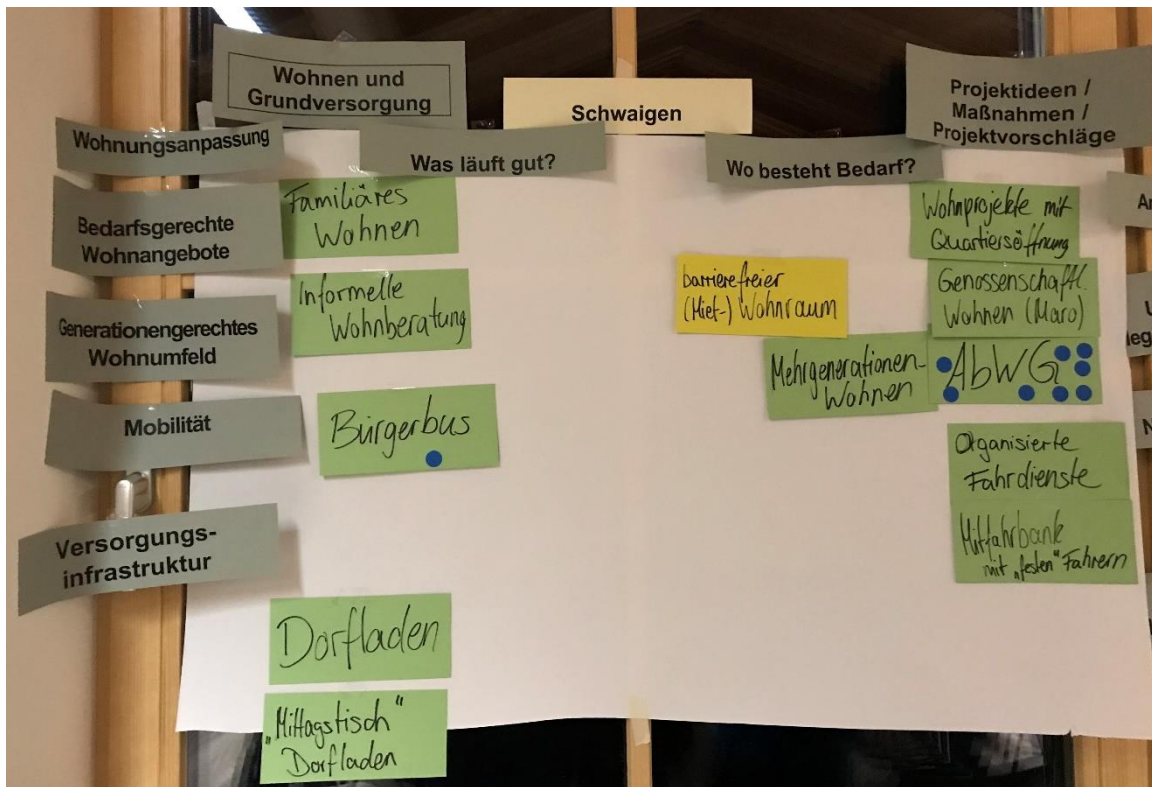 Wohnen und
Grundversorgung
Schwaigen
Projektideen /
Maßnahmen /
Projektvorschläge
Wohnungsanpassung
Was läuft gut?
Wo besteht Bedarf?
Bedarfsgerechte
Wohnangebote
Familiäres
Wohnen
Wohnprojekte mit
Quartiersöffnung
Informelle
Wohnberatung
barrierefreier
(Miet-) Wohnraum
Genossenschaftl.
Wohnen (Maro)
Generationengerechtes
Wohnumfeld
Mehrgenerationen-
Wohnen
AbWG
Mobilität
Bürgerbus
Organisierte
Fahrdienste
Mitfahrbank
mit „festen" Fahrern
Versorgungs-
infrastruktur
Dorfladen
„Mittagstisch"
Dorfladen